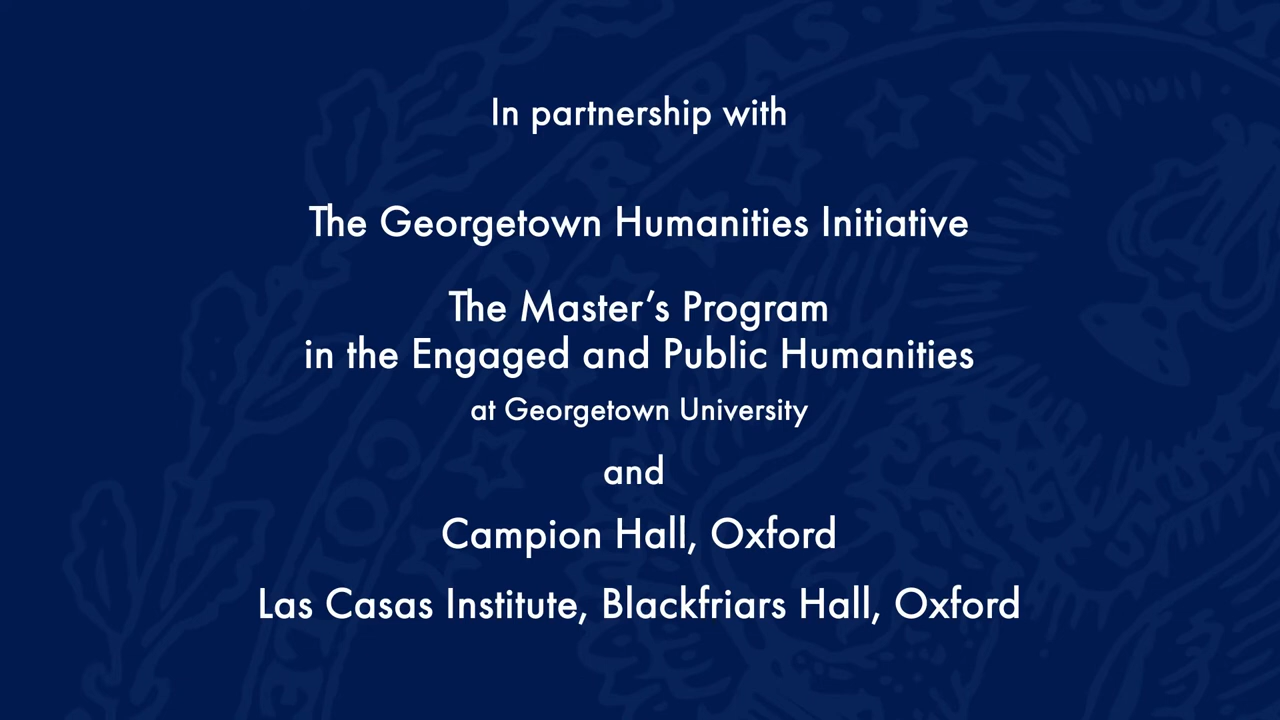 In partnership with
The Georgetown Humanities Initiative
The Master’s Program
in the Engaged and Public Humanities
at Georgetown University
and
Campion Hall, Oxford
Las Casas Institute, Blackfriars Hall, Oxford